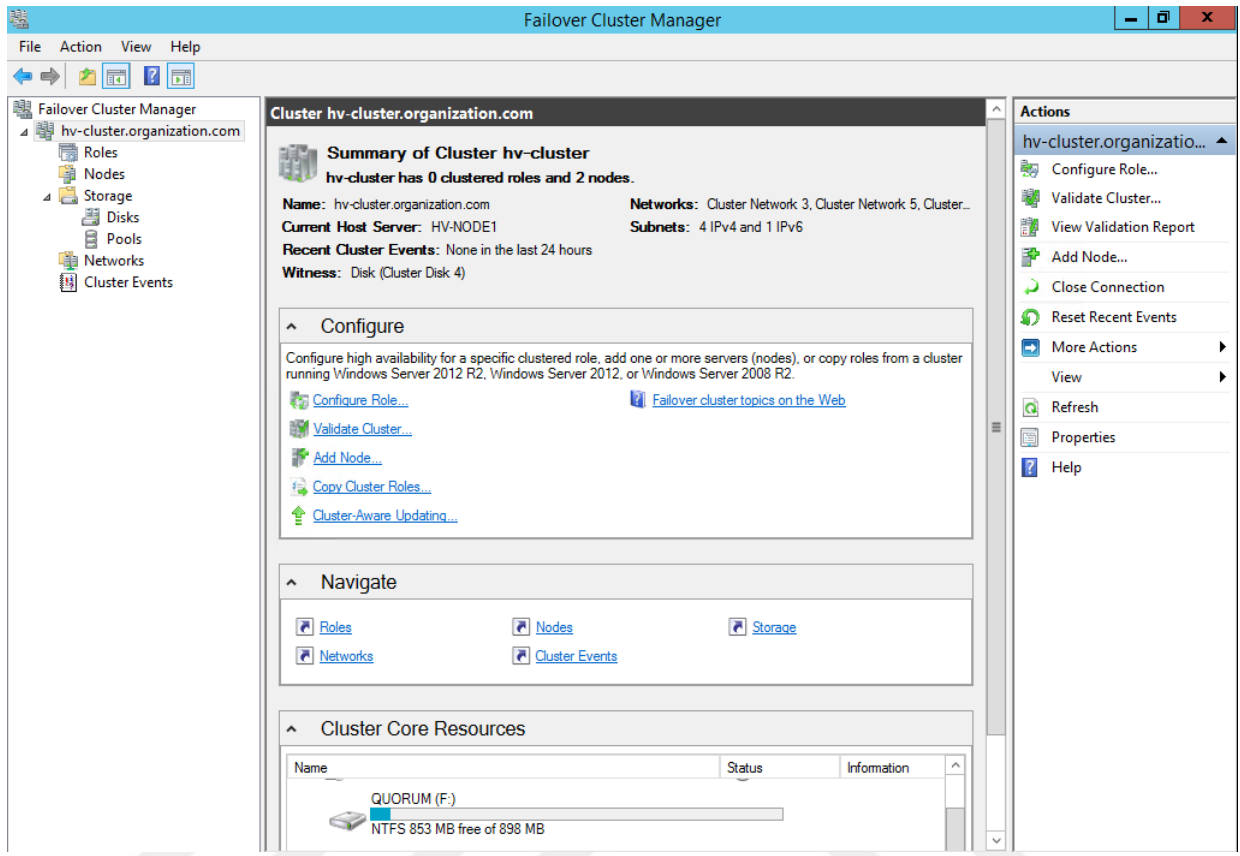 Failover Cluster Manager
File Action View Help
Failover Cluster Manager
hv-cluster.organization.com
Roles
Nodes
Storage
Disks
Pools
Networks
Cluster Events
Cluster hv-cluster.organization.com
Summary of Cluster hv-cluster
hv-cluster has 0 clustered roles and 2 nodes.
Name: hv-cluster.organization.com
Networks: Cluster Network 3, Cluster Network 5, Cluster...
Current Host Server: HV-NODE1
Subnets: 4 IPv4 and 1 IPv6
Recent Cluster Events: None in the last 24 hours
Witness: Disk (Cluster Disk 4)
Configure
Configure high availability for a specific clustered role, add one or more servers (nodes), or copy roles from a cluster
running Windows Server 2012 R2, Windows Server 2012, or Windows Server 2008 R2.
Configure Role...
Failover cluster topics on the Web
Validate Cluster...
Add Node...
Copy Cluster Roles...
Cluster-Aware Updating...
Navigate
Roles
Nodes
Storage
Networks
Cluster Events
Cluster Core Resources
Name Status Information
QUORUM (F:)
NTFS 853 MB free of 898 MB
Actions
hv-cluster.organizatio...
Configure Role...
Validate Cluster...
View Validation Report
Add Node...
Close Connection
Reset Recent Events
More Actions
View
Refresh
Properties
Help